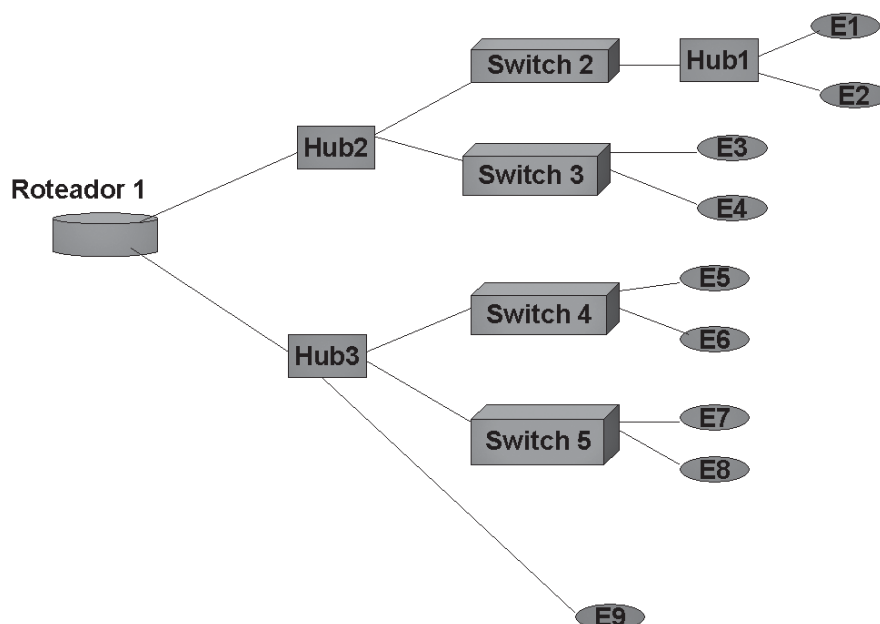 E1
Switch 2
Hub1
E2
Hub2
E3
Switch 3
Roteador 1
E4
E5
Switch 4
E6
Hub3
E7
Switch 5
E8
E9